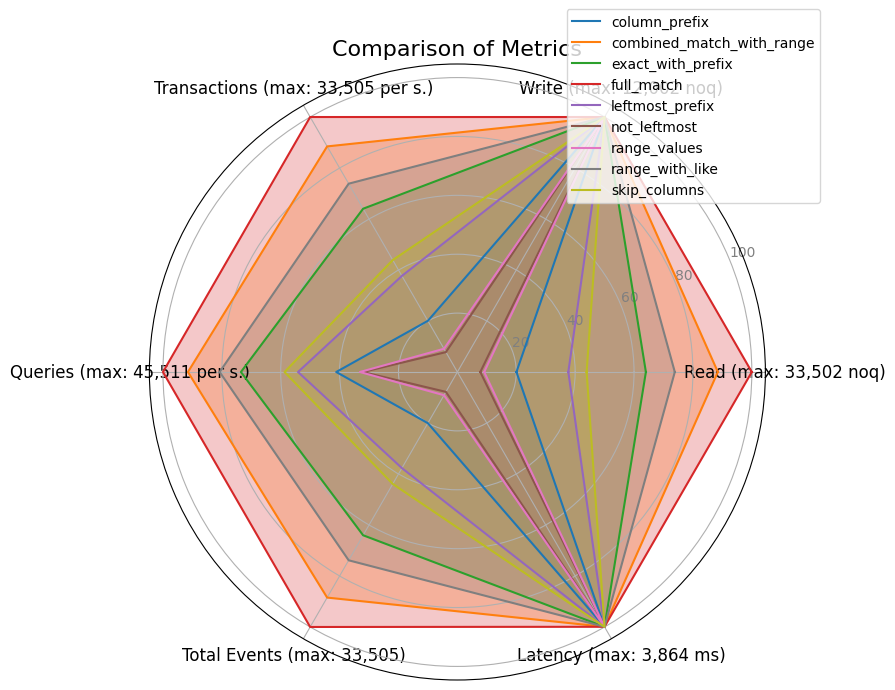 column_prefix
combined_match_with_range
exact_with_prefix
full_match
leftmost_prefix
not_leftmost
range_values
range_with_like
skip_columns
Comparison of Metrics
Transactions (max: 33,505 per s.)
Write (max: noq)
100
80
60
40
20
Queries (max: 45,511 per s.)
Read (max: 33,502 noq)
Total Events (max: 33,505)
Latency (max: 3,864 ms)